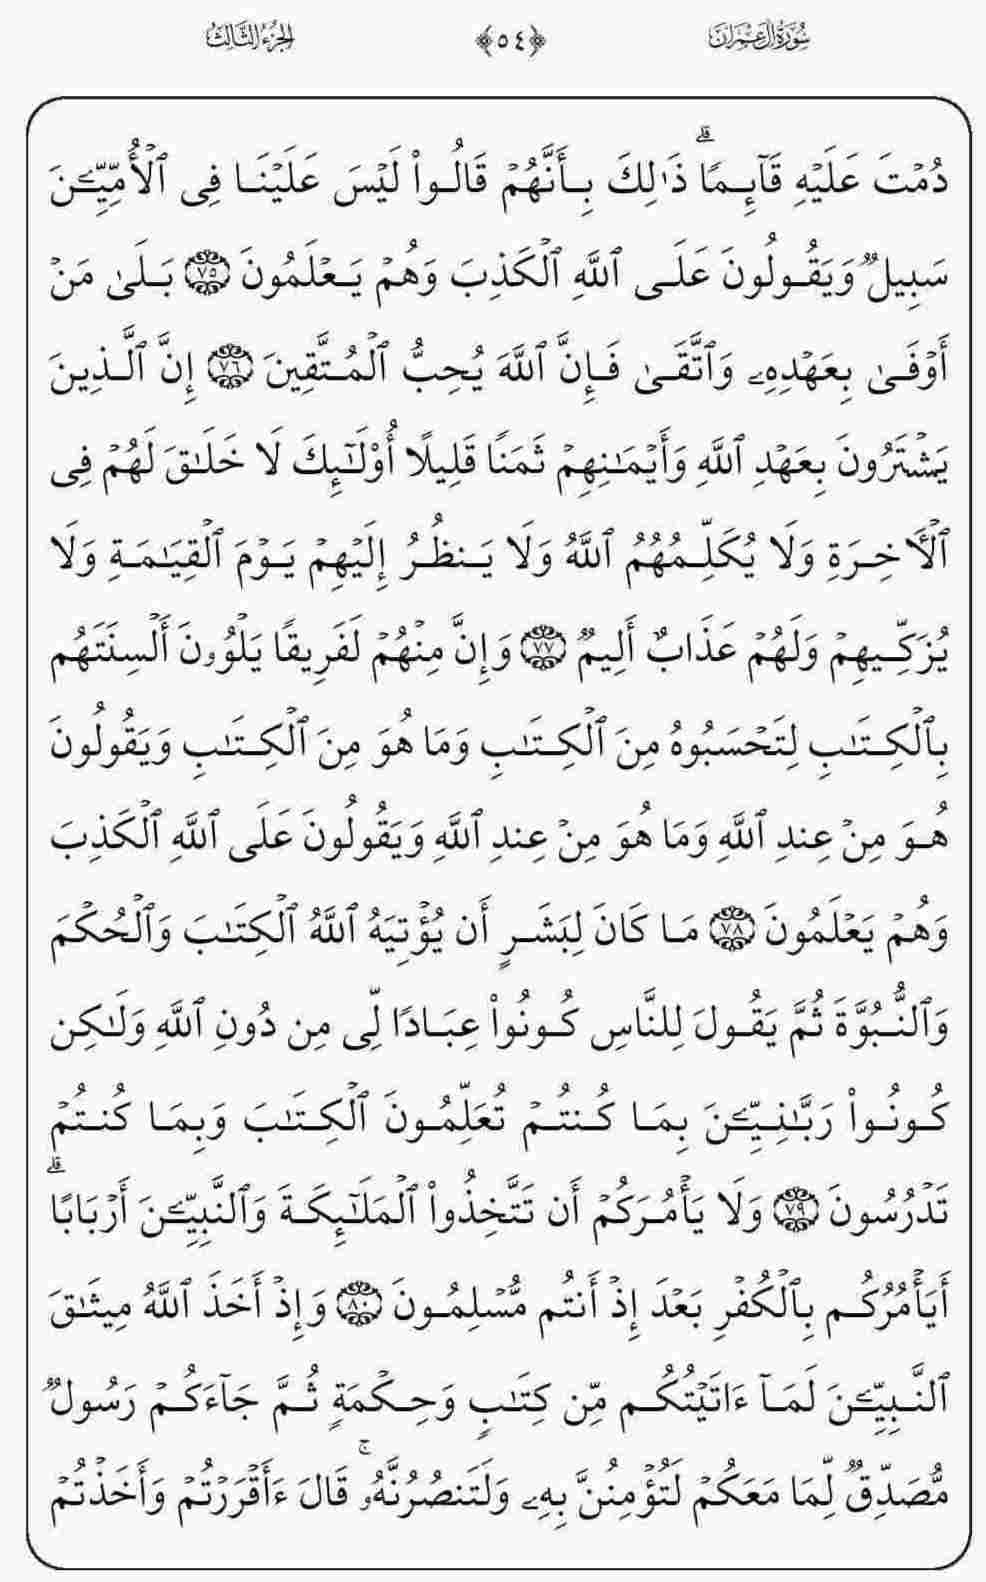 سُورَةُ آلِ عِمْرَانَ ﴿٥٤﴾ الجُزْءُ الثَّالِثُ
دُمْتَ عَلَيْهِ قَآئِمًاۗ ذَٰلِكَ بِأَنَّهُمْ قَالُوا۟ لَيْسَ عَلَيْنَا فِى ٱلْأُمِّيِّـۧنَ
سَبِيلٌ وَيَقُولُونَ عَلَى ٱللَّهِ ٱلْكَذِبَ وَهُمْ يَعْلَمُونَ ٧٥ بَلَىٰ مَنْ
أَوْفَىٰ بِعَهْدِهِۦ وَٱتَّقَىٰ فَإِنَّ ٱللَّهَ يُحِبُّ ٱلْمُتَّقِينَ ٧٦ إِنَّ ٱلَّذِينَ
يَشْتَرُونَ بِعَهْدِ ٱللَّهِ وَأَيْمَـٰنِهِمْ ثَمَنًا قَلِيلًا أُو۟لَـٰٓئِكَ لَا خَلَـٰقَ لَهُمْ فِى
ٱلْـَٔاخِرَةِ وَلَا يُكَلِّمُهُمُ ٱللَّهُ وَلَا يَنظُرُ إِلَيْهِمْ يَوْمَ ٱلْقِيَـٰمَةِ وَلَا
يُزَكِّيهِمْ وَلَهُمْ عَذَابٌ أَلِيمٌ ٧٧ وَإِنَّ مِنْهُمْ لَفَرِيقًا يَلْوُۥنَ أَلْسِنَتَهُم
بِٱلْكِتَـٰبِ لِتَحْسَبُوهُ مِنَ ٱلْكِتَـٰبِ وَمَا هُوَ مِنَ ٱلْكِتَـٰبِ وَيَقُولُونَ
هُوَ مِنْ عِندِ ٱللَّهِ وَمَا هُوَ مِنْ عِندِ ٱللَّهِ وَيَقُولُونَ عَلَى ٱللَّهِ ٱلْكَذِبَ
وَهُمْ يَعْلَمُونَ ٧٨ مَا كَانَ لِبَشَرٍ أَن يُؤْتِيَهُ ٱللَّهُ ٱلْكِتَـٰبَ وَٱلْحُكْمَ
وَٱلنُّبُوَّةَ ثُمَّ يَقُولَ لِلنَّاسِ كُونُوا۟ عِبَادًا لِّى مِن دُونِ ٱللَّهِ وَلَـٰكِن
كُونُوا۟ رَبَّـٰنِيِّـۧنَ بِمَا كُنتُمْ تُعَلِّمُونَ ٱلْكِتَـٰبَ وَبِمَا كُنتُمْ
تَدْرُسُونَ ٧٩ وَلَا يَأْمُرَكُمْ أَن تَتَّخِذُوا۟ ٱلْمَلَـٰٓئِكَةَ وَٱلنَّبِيِّـۧنَ أَرْبَابًاۗ
أَيَأْمُرُكُم بِٱلْكُفْرِ بَعْدَ إِذْ أَنتُم مُّسْلِمُونَ ٨٠ وَإِذْ أَخَذَ ٱللَّهُ مِيثَـٰقَ
ٱلنَّبِيِّـۧنَ لَمَآ ءَاتَيْتُكُم مِّن كِتَـٰبٍ وَحِكْمَةٍ ثُمَّ جَآءَكُمْ رَسُولٌ
مُّصَدِّقٌ لِّمَا مَعَكُمْ لَتُؤْمِنُنَّ بِهِۦ وَلَتَنصُرُنَّهُۥۚ قَالَ ءَأَقْرَرْتُمْ وَأَخَذْتُمْ